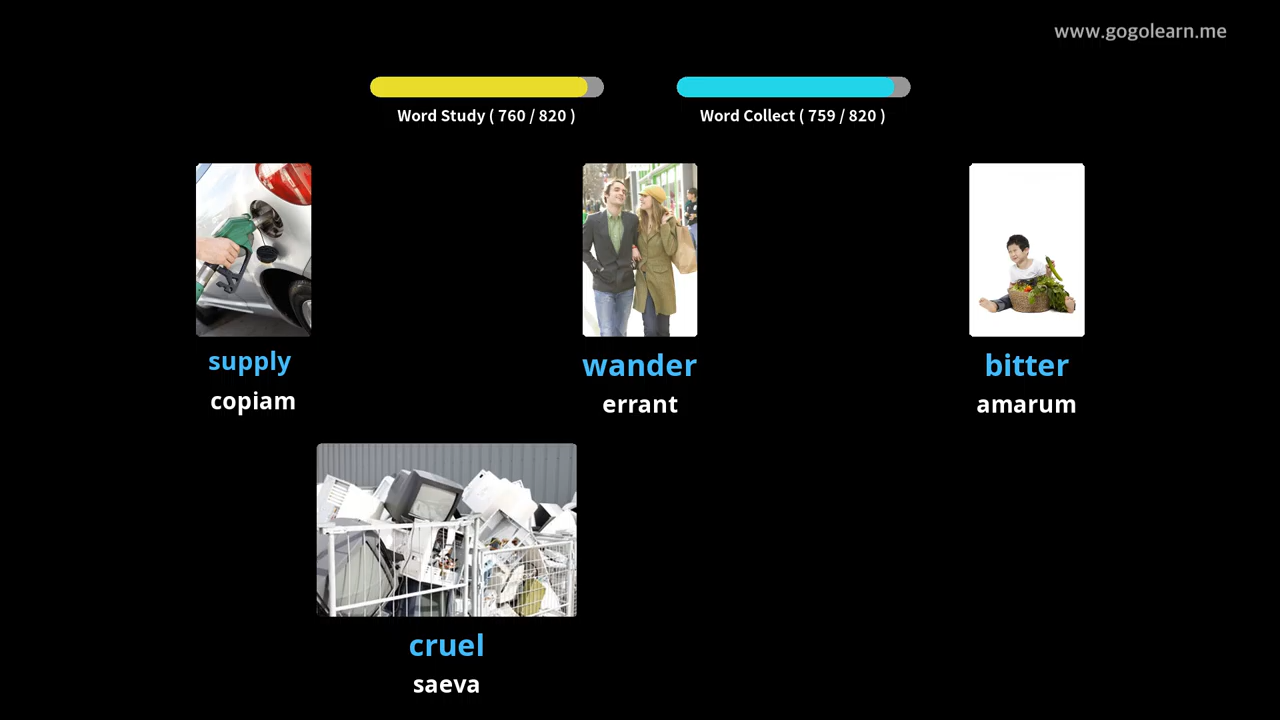 www.gogolearn.me
Word Study ( 760 / 820 )
Word Collect ( 759 / 820 )
supply
copiam
wander
errant
bitter
amarum
cruel
saeva